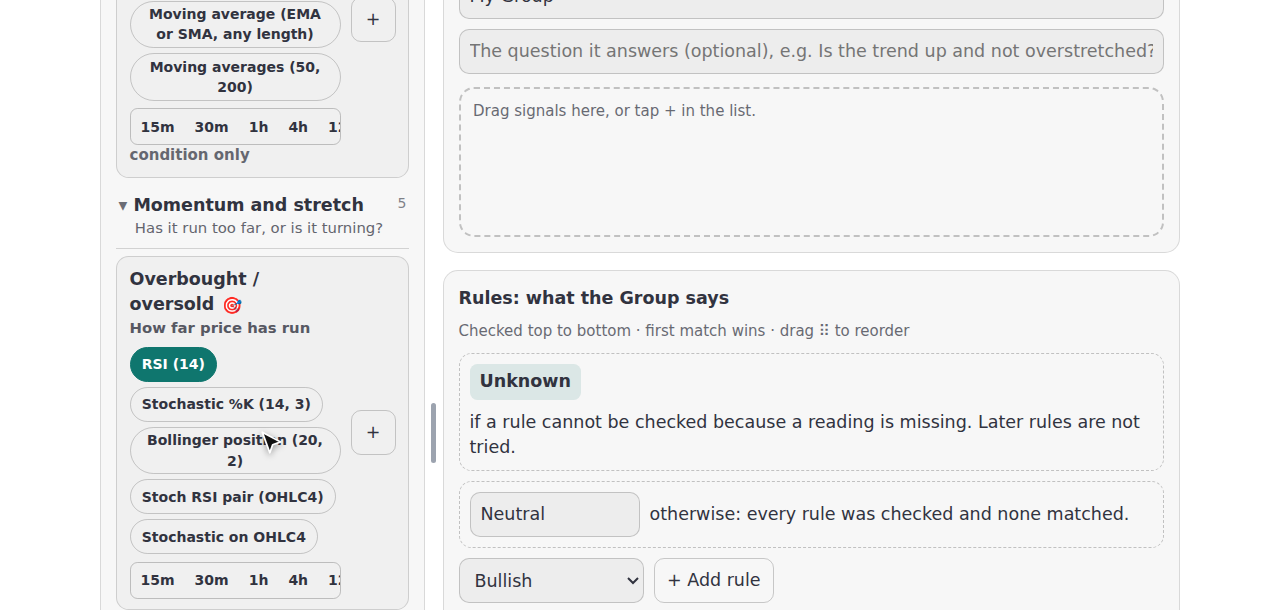 Moving average (EMA
or SMA, any length)
+
Moving averages (50,
200)
15m 30m 1h 4h
condition only
▼ Momentum and stretch 5
Has it run too far, or is it turning?
Overbought /
oversold 🎯
How far price has run
RSI (14)
Stochastic %K (14, 3)
Bollinger position (20,
2)
+
Stoch RSI pair (OHLC4)
Stochastic on OHLC4
15m 30m 1h 4h
My Group
The question it answers (optional), e.g. Is the trend up and not overstretched?
Drag signals here, or tap + in the list.
Rules: what the Group says
Checked top to bottom · first match wins · drag ⠿ to reorder
Unknown
if a rule cannot be checked because a reading is missing. Later rules are not
tried.
Neutral otherwise: every rule was checked and none matched.
Bullish + Add rule